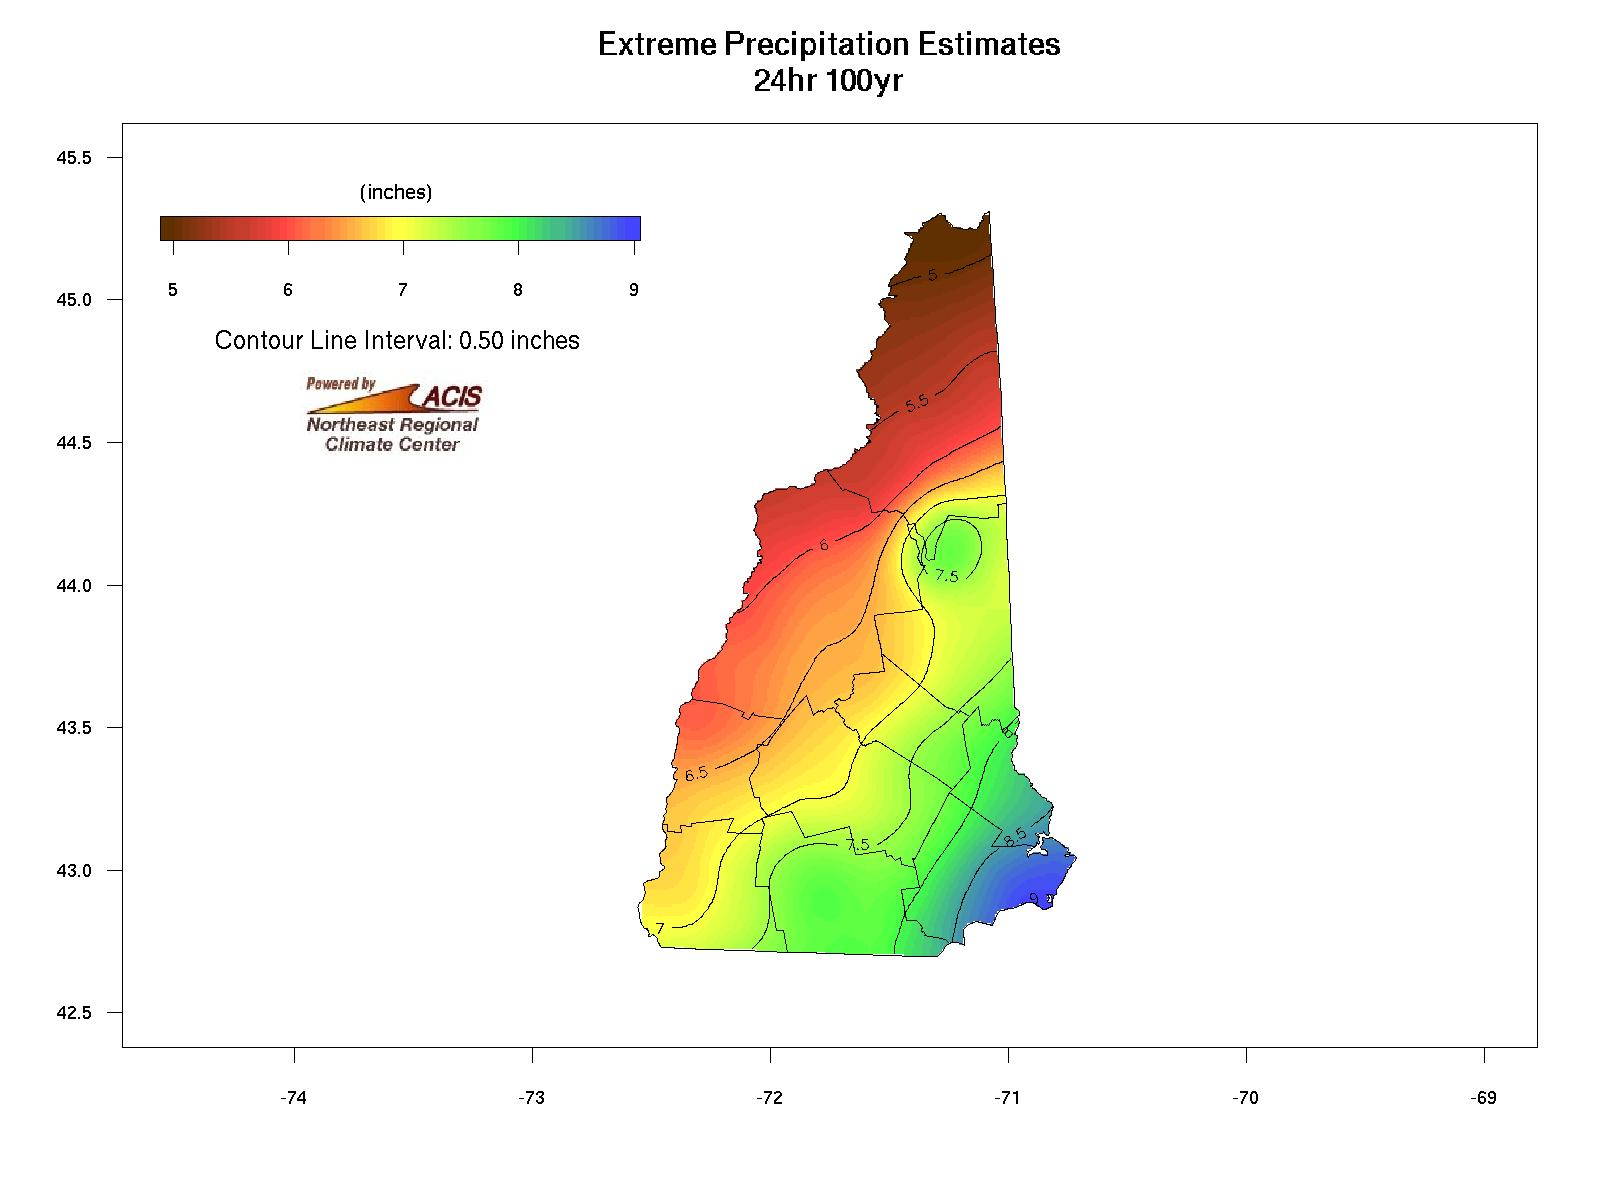 Extreme Precipitation Estimates
24hr 100yr
45.5
45.0
44.5
44.0
43.5
43.0
42.5
(inches)
5 6 7 8 9
Contour Line Interval: 0.50 inches
Powered by
ACIS
Northeast Regional
Climate Center
5
5.5
6
7.5
6.5
8
8.5
7.5
9
7
-74 -73 -72 -71 -70 -69